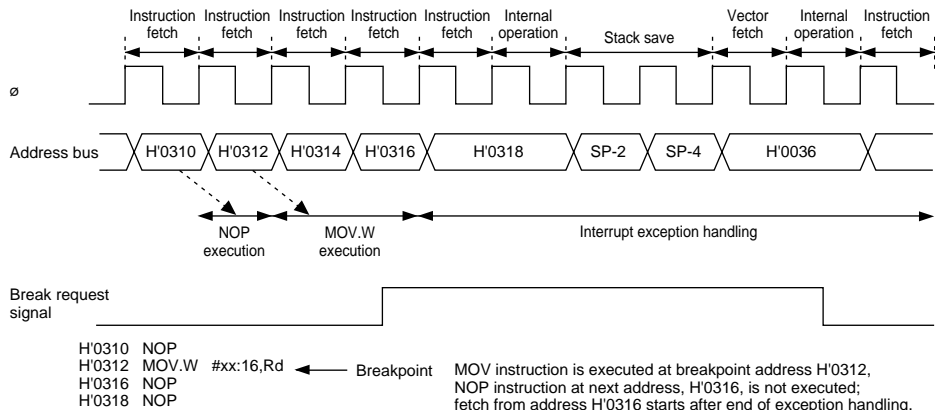 Instruction fetch
Instruction fetch
Instruction fetch
Instruction fetch
Instruction fetch
Internal operation
Stack save
Vector fetch
Internal operation
Instruction fetch
ø
Address bus
H'0310
H'0312
H'0314
H'0316
H'0318
SP-2
SP-4
H'0036
NOP execution
MOV.W execution
Interrupt exception handling
Break request signal
H'0310 NOP
H'0312 MOV.W #xx:16,Rd
H'0316 NOP
H'0318 NOP
Breakpoint
MOV instruction is executed at breakpoint address H'0312,
NOP instruction at next address, H'0316, is not executed;
fetch from address H'0316 starts after end of exception handling.